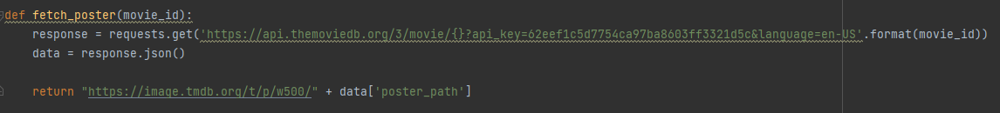 def fetch_poster(movie_id):
response = requests.get('https://api.themoviedb.org/3/movie/{}?api_key=62eef1c5d7754ca97ba8603ff3321d5c&language=en-US'.format(movie_id))
data = response.json()
return "https://image.tmdb.org/t/p/w500/" + data['poster_path']